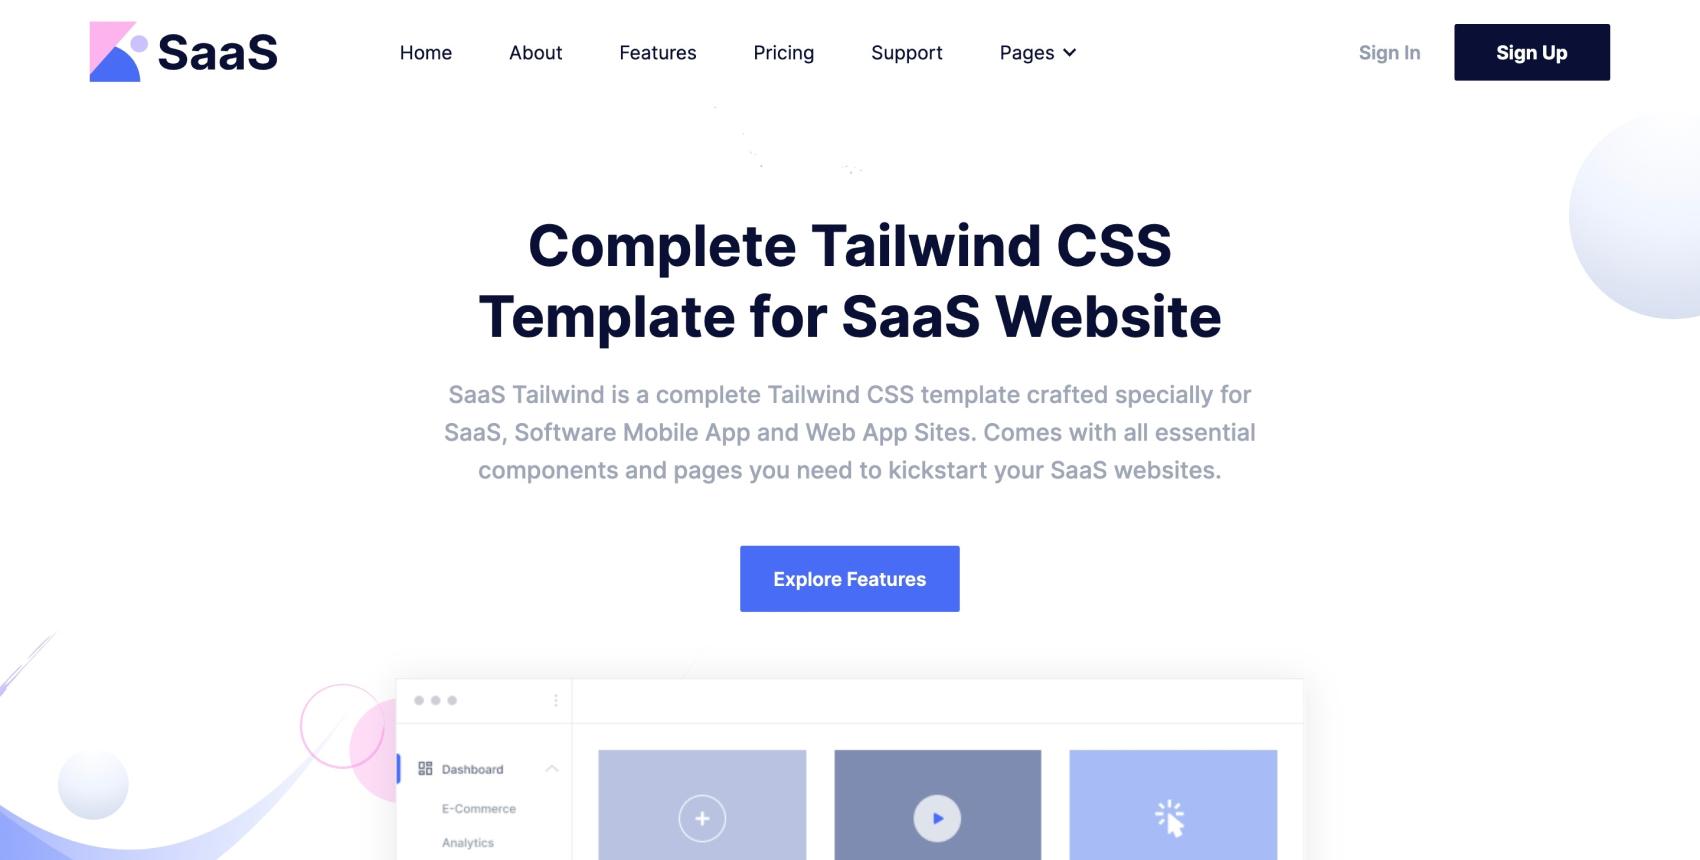 SaaS
Home
About
Features
Pricing
Support
Pages
Sign In
Sign Up
Complete Tailwind CSS
Template for SaaS Website
SaaS Tailwind is a complete Tailwind CSS template crafted specially for
SaaS, Software Mobile App and Web App Sites. Comes with all essential
components and pages you need to kickstart your SaaS websites.
Explore Features
Dashboard
E-Commerce
Analytics